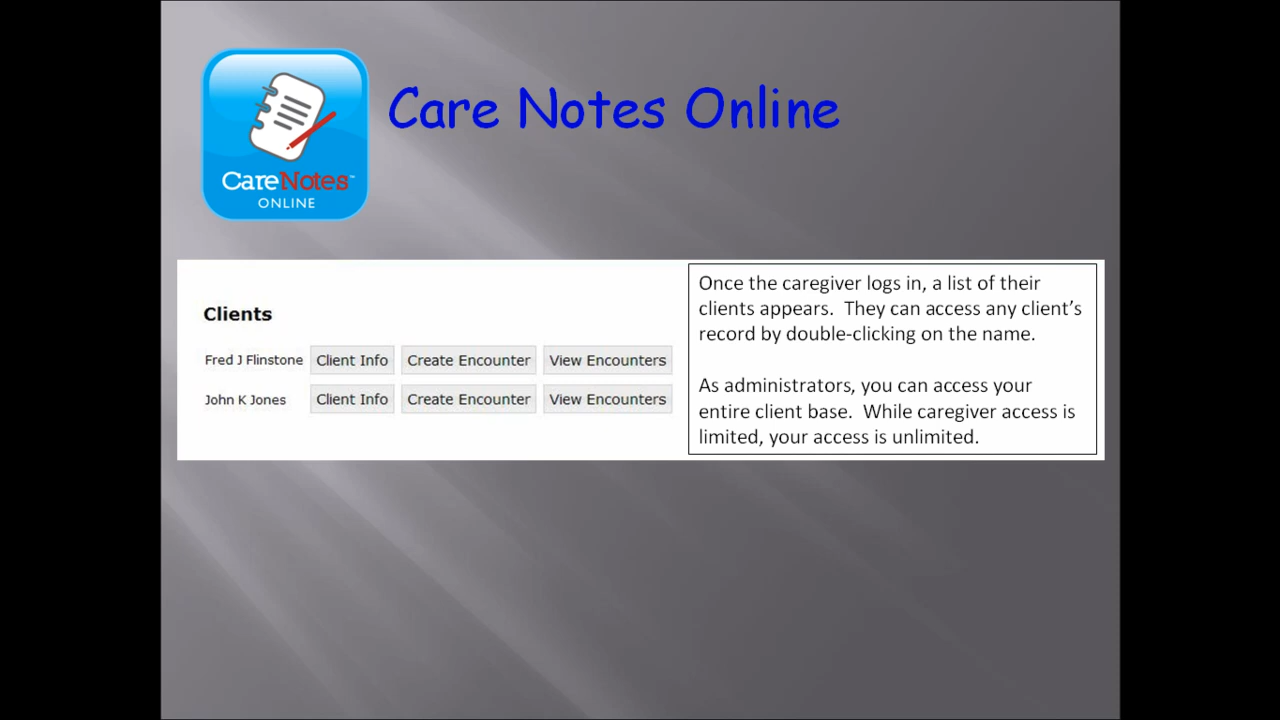 CareNotes™
ONLINE
Care Notes Online
Clients
Fred J Flinstone Client Info Create Encounter View Encounters
John K Jones Client Info Create Encounter View Encounters
Once the caregiver logs in, a list of their
clients appears.  They can access any client’s
record by double-clicking on the name.
As administrators, you can access your
entire client base.  While caregiver access is
limited, your access is unlimited.